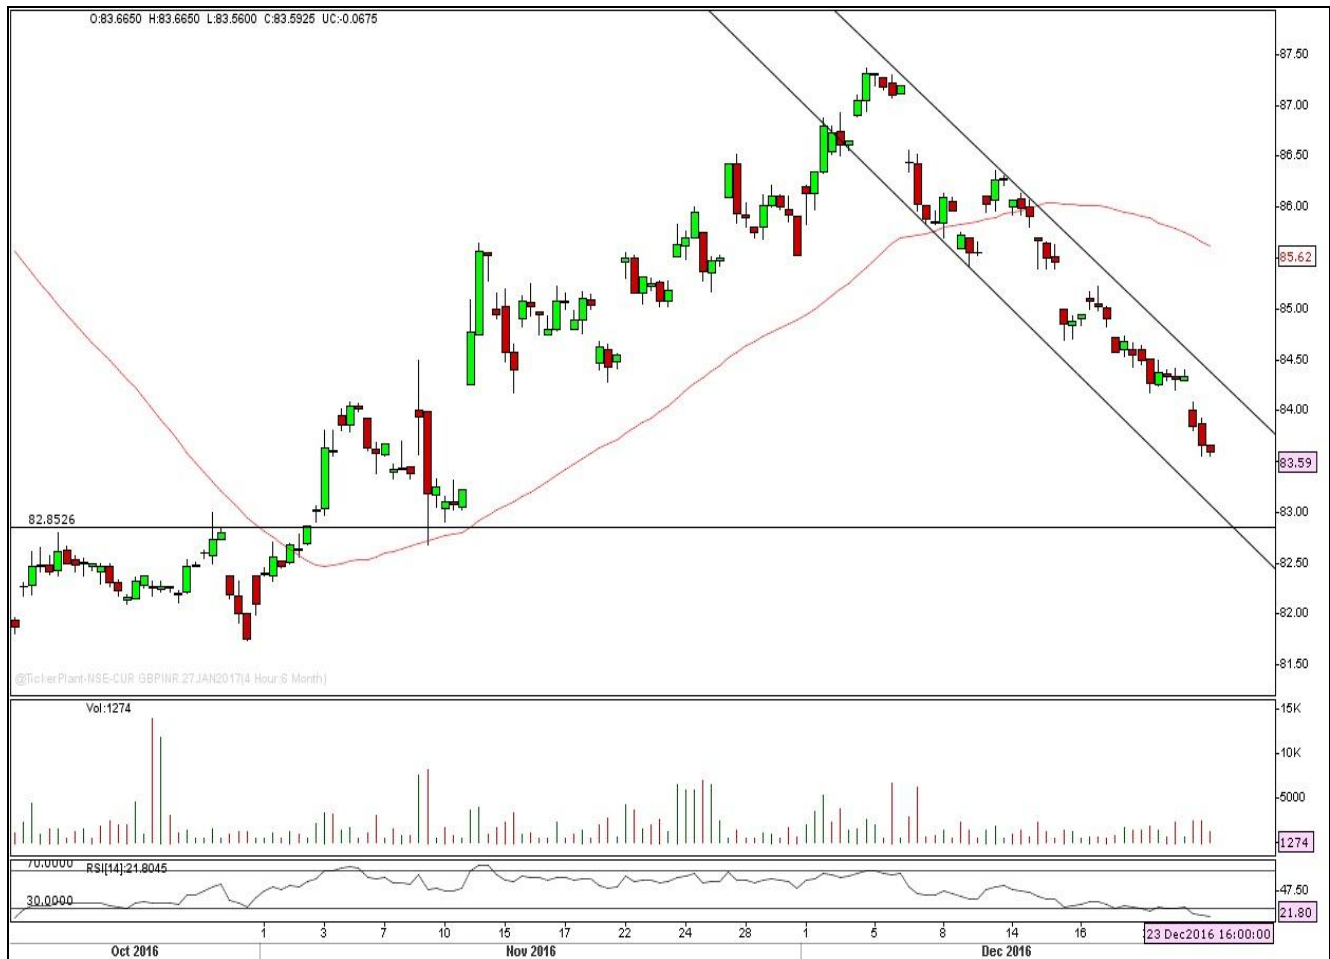 O:83.6650 H:83.6650 L:83.5600 C:83.5925 UC:-0.0675
87.50
87.00
86.50
86.00
85.62
85.00
84.50
84.00
83.59
83.00
82.8526
82.50
82.00
81.50
@TickerPlant-NSE-CUR GBPINR 27JAN2017(4 Hour:6 Month)
Vol:1274
15K
10K
5000
1274
70.0000
RSI[14]:21.8045
47.50
30.0000
21.80
1 3 7 10 15 17 22 24 28 1 5 8 14 16
23 Dec2016 16:00:00
Oct 2016 Nov 2016 Dec 2016